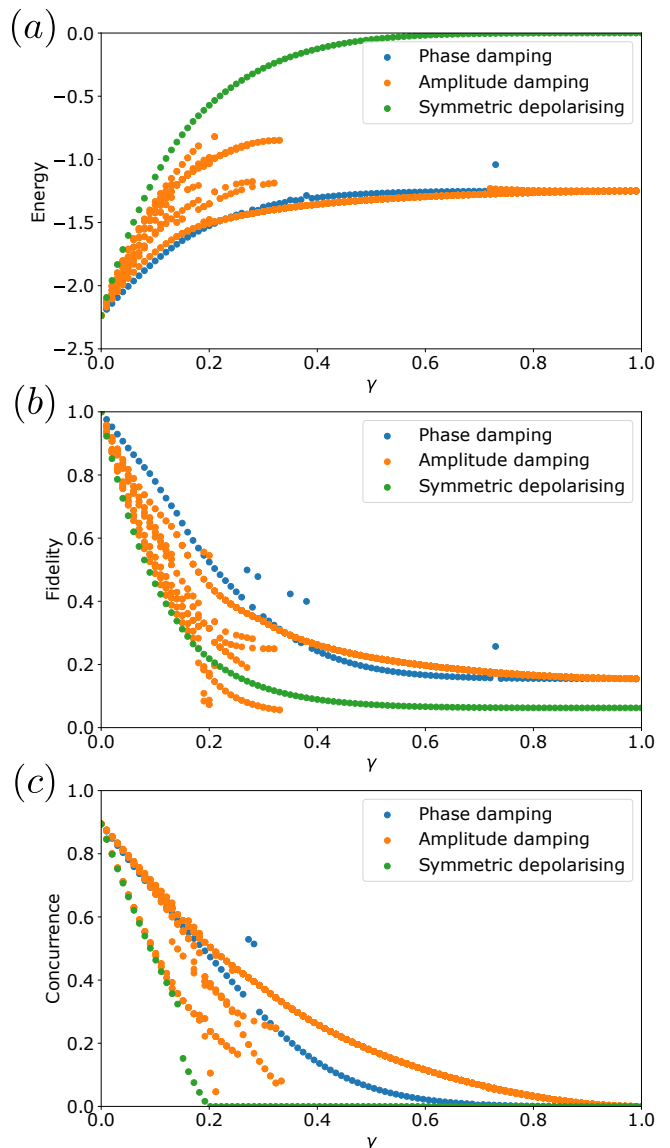 (a)
0.0
−0.5
−1.0
−1.5
−2.0
−2.5
Energy
Phase damping
Amplitude damping
Symmetric depolarising
0.0 0.2 0.4 0.6 0.8 1.0
γ
(b)
1.0
0.8
0.6
0.4
0.2
0.0
Fidelity
Phase damping
Amplitude damping
Symmetric depolarising
0.0 0.2 0.4 0.6 0.8 1.0
γ
(c)
1.0
0.8
0.6
0.4
0.2
0.0
Concurrence
Phase damping
Amplitude damping
Symmetric depolarising
0.0 0.2 0.4 0.6 0.8 1.0
γ